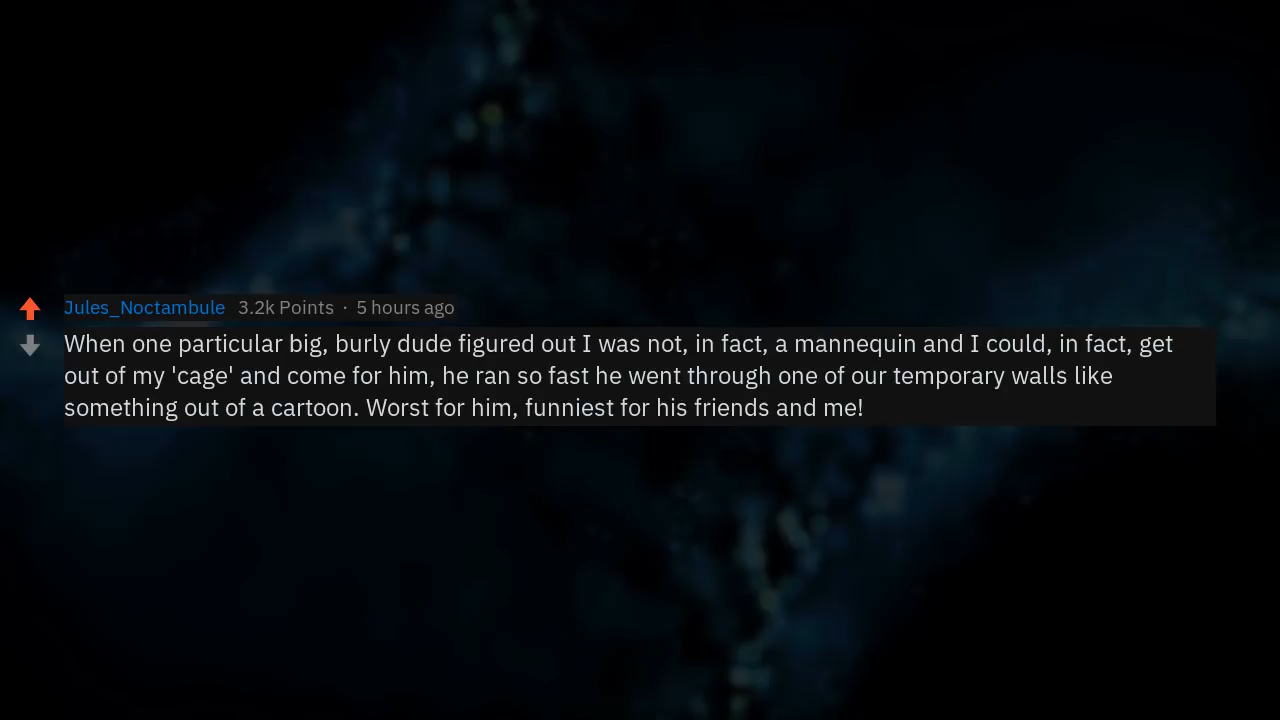 Jules_Noctambule 3.2k Points · 5 hours ago
When one particular big, burly dude figured out I was not, in fact, a mannequin and I could, in fact, get
out of my 'cage' and come for him, he ran so fast he went through one of our temporary walls like
something out of a cartoon. Worst for him, funniest for his friends and me!